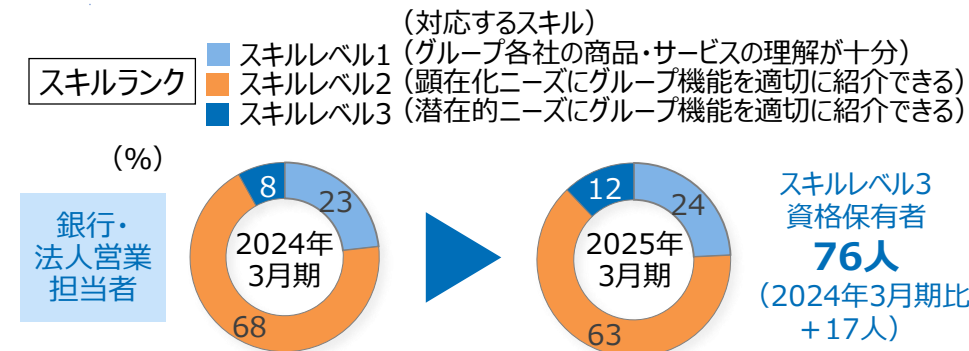 （対応するスキル）
スキルランク
スキルレベル1（グループ各社の商品・サービスの理解が十分）
スキルレベル2（顕在化ニーズにグループ機能を適切に紹介できる）
スキルレベル3（潜在的ニーズにグループ機能を適切に紹介できる）
（%）
銀行・
法人営業
担当者
8
23
2024年
3月期
68
12
24
2025年
3月期
63
スキルレベル3
資格保有者
76人
（2024年3月期比
＋17人）